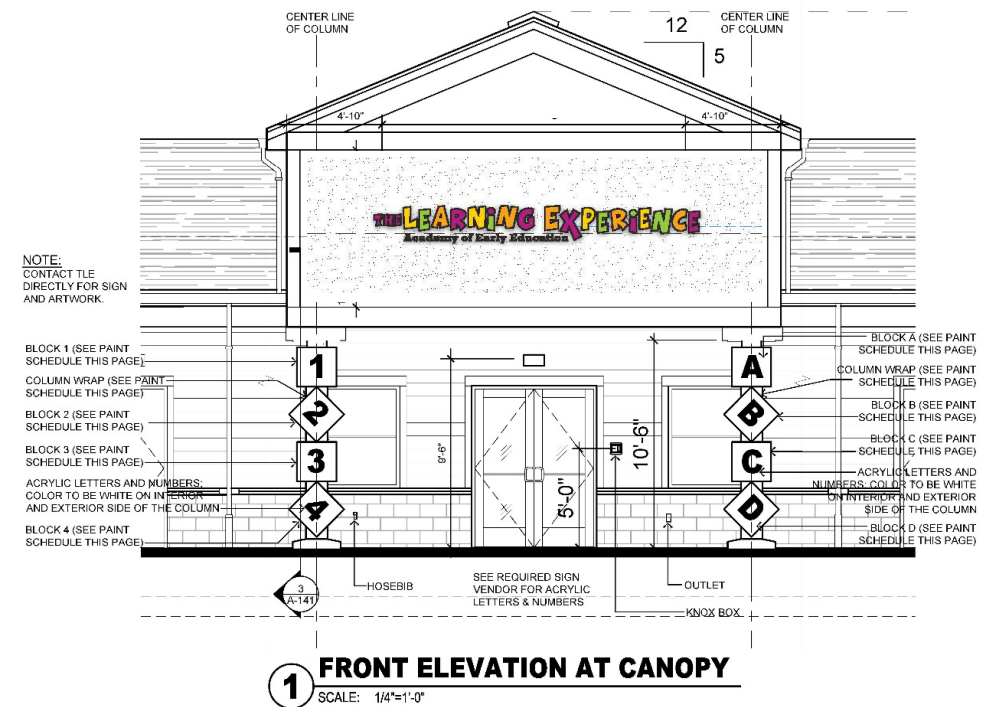 CENTER LINE
OF COLUMN
12
5
CENTER LINE
OF COLUMN
4'-10"
-
4'-10"
THE LEARNING EXPERIENCE
Academy of Early Education
NOTE:
CONTACT TLE
DIRECTLY FOR SIGN
AND ARTWORK.
BLOCK 1 (SEE PAINT
SCHEDULE THIS PAGE)
COLUMN WRAP (SEE PAINT
SCHEDULE THIS PAGE)
BLOCK 2 (SEE PAINT
SCHEDULE THIS PAGE)
BLOCK 3 (SEE PAINT
SCHEDULE THIS PAGE)
ACRYLIC LETTERS AND NUMBERS;
COLOR TO BE WHITE ON INTERIOR
AND EXTERIOR SIDE OF THE COLUMN
BLOCK 4 (SEE PAINT
SCHEDULE THIS PAGE)
1
2
3
4
9'-6"
5'-0"
10'-6"
A
B
C
D
BLOCK A (SEE PAINT
SCHEDULE THIS PAGE)
COLUMN WRAP (SEE PAINT
SCHEDULE THIS PAGE)
BLOCK B (SEE PAINT
SCHEDULE THIS PAGE)
BLOCK C (SEE PAINT
SCHEDULE THIS PAGE)
ACRYLIC LETTERS AND
NUMBERS; COLOR TO BE WHITE
ON INTERIOR AND EXTERIOR
SIDE OF THE COLUMN
BLOCK D (SEE PAINT
SCHEDULE THIS PAGE)
3
A-141
HOSEBIB
SEE REQUIRED SIGN
VENDOR FOR ACRYLIC
LETTERS & NUMBERS
OUTLET
KNOX BOX
1
FRONT ELEVATION AT CANOPY
SCALE: 1/4"=1'-0"